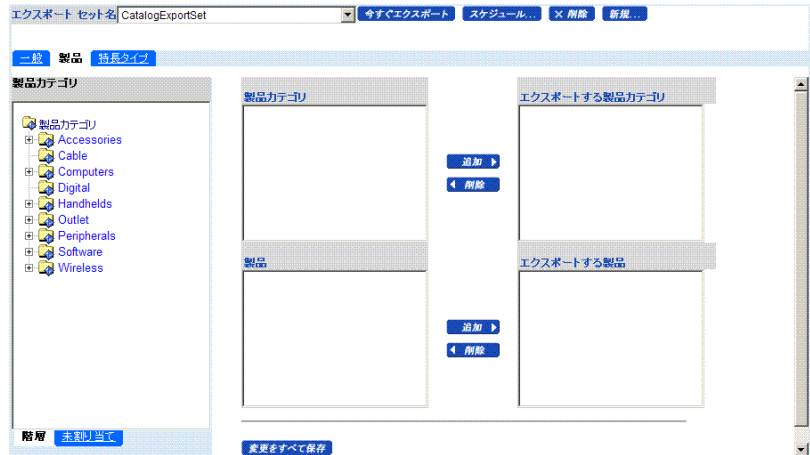 エクスポート セット名 CatalogExportSet 今すぐエクスポート スケジュール... 削除 新規...
一般 製品 特長タイプ
製品カテゴリ
製品カテゴリ
Accessories
Cable
Computers
Digital
Handhelds
Outlet
Peripherals
Software
Wireless
階層 未割り当て
製品カテゴリ
エクスポートする製品カテゴリ
追加
削除
製品
エクスポートする製品
追加
削除
変更をすべて保存